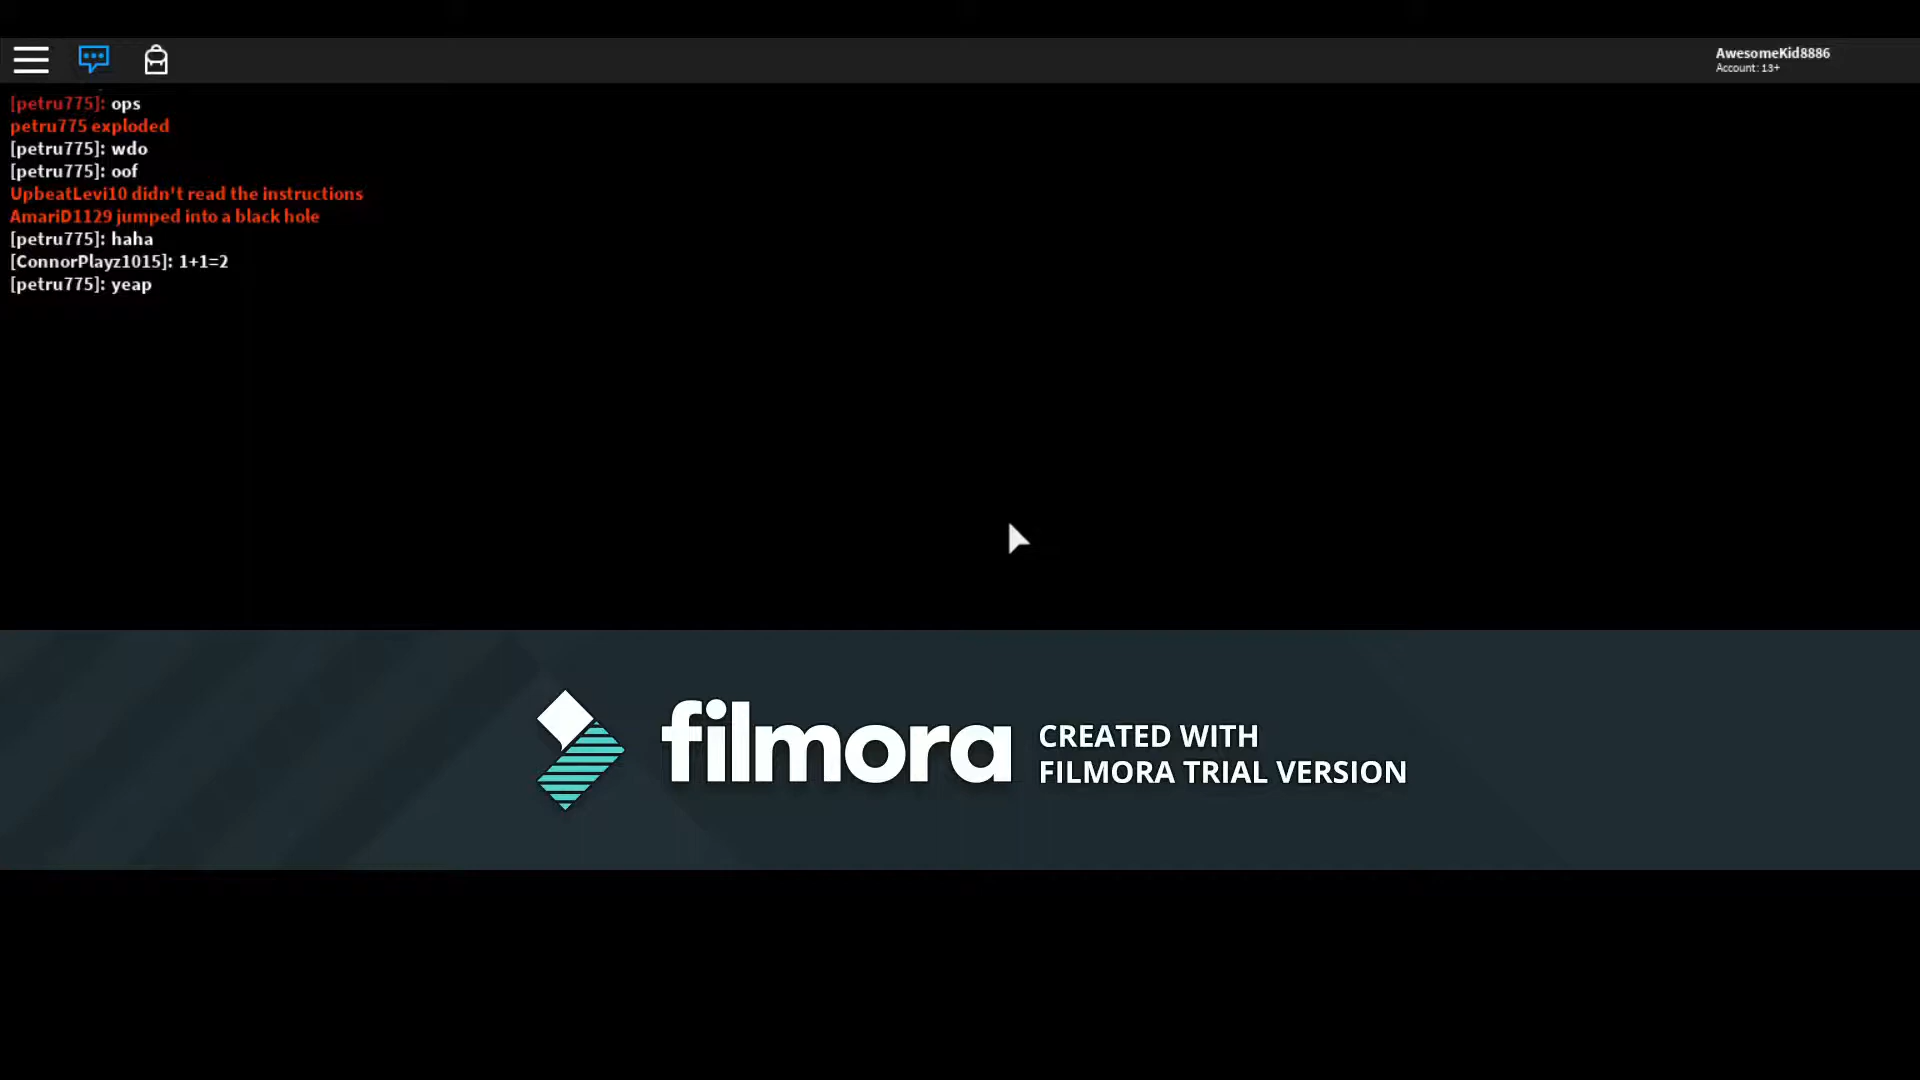 AwesomeKid8886
Account: 13+
[petru775]: ops
petru775 exploded
[petru775]: wdo
[petru775]: oof
UpbeatLevi10 didn't read the instructions
AmariD1129 jumped into a black hole
[petru775]: haha
[ConnorPlayz1015]: 1+1=2
[petru775]: yeap
filmora
CREATED WITH
FILMORA TRIAL VERSION